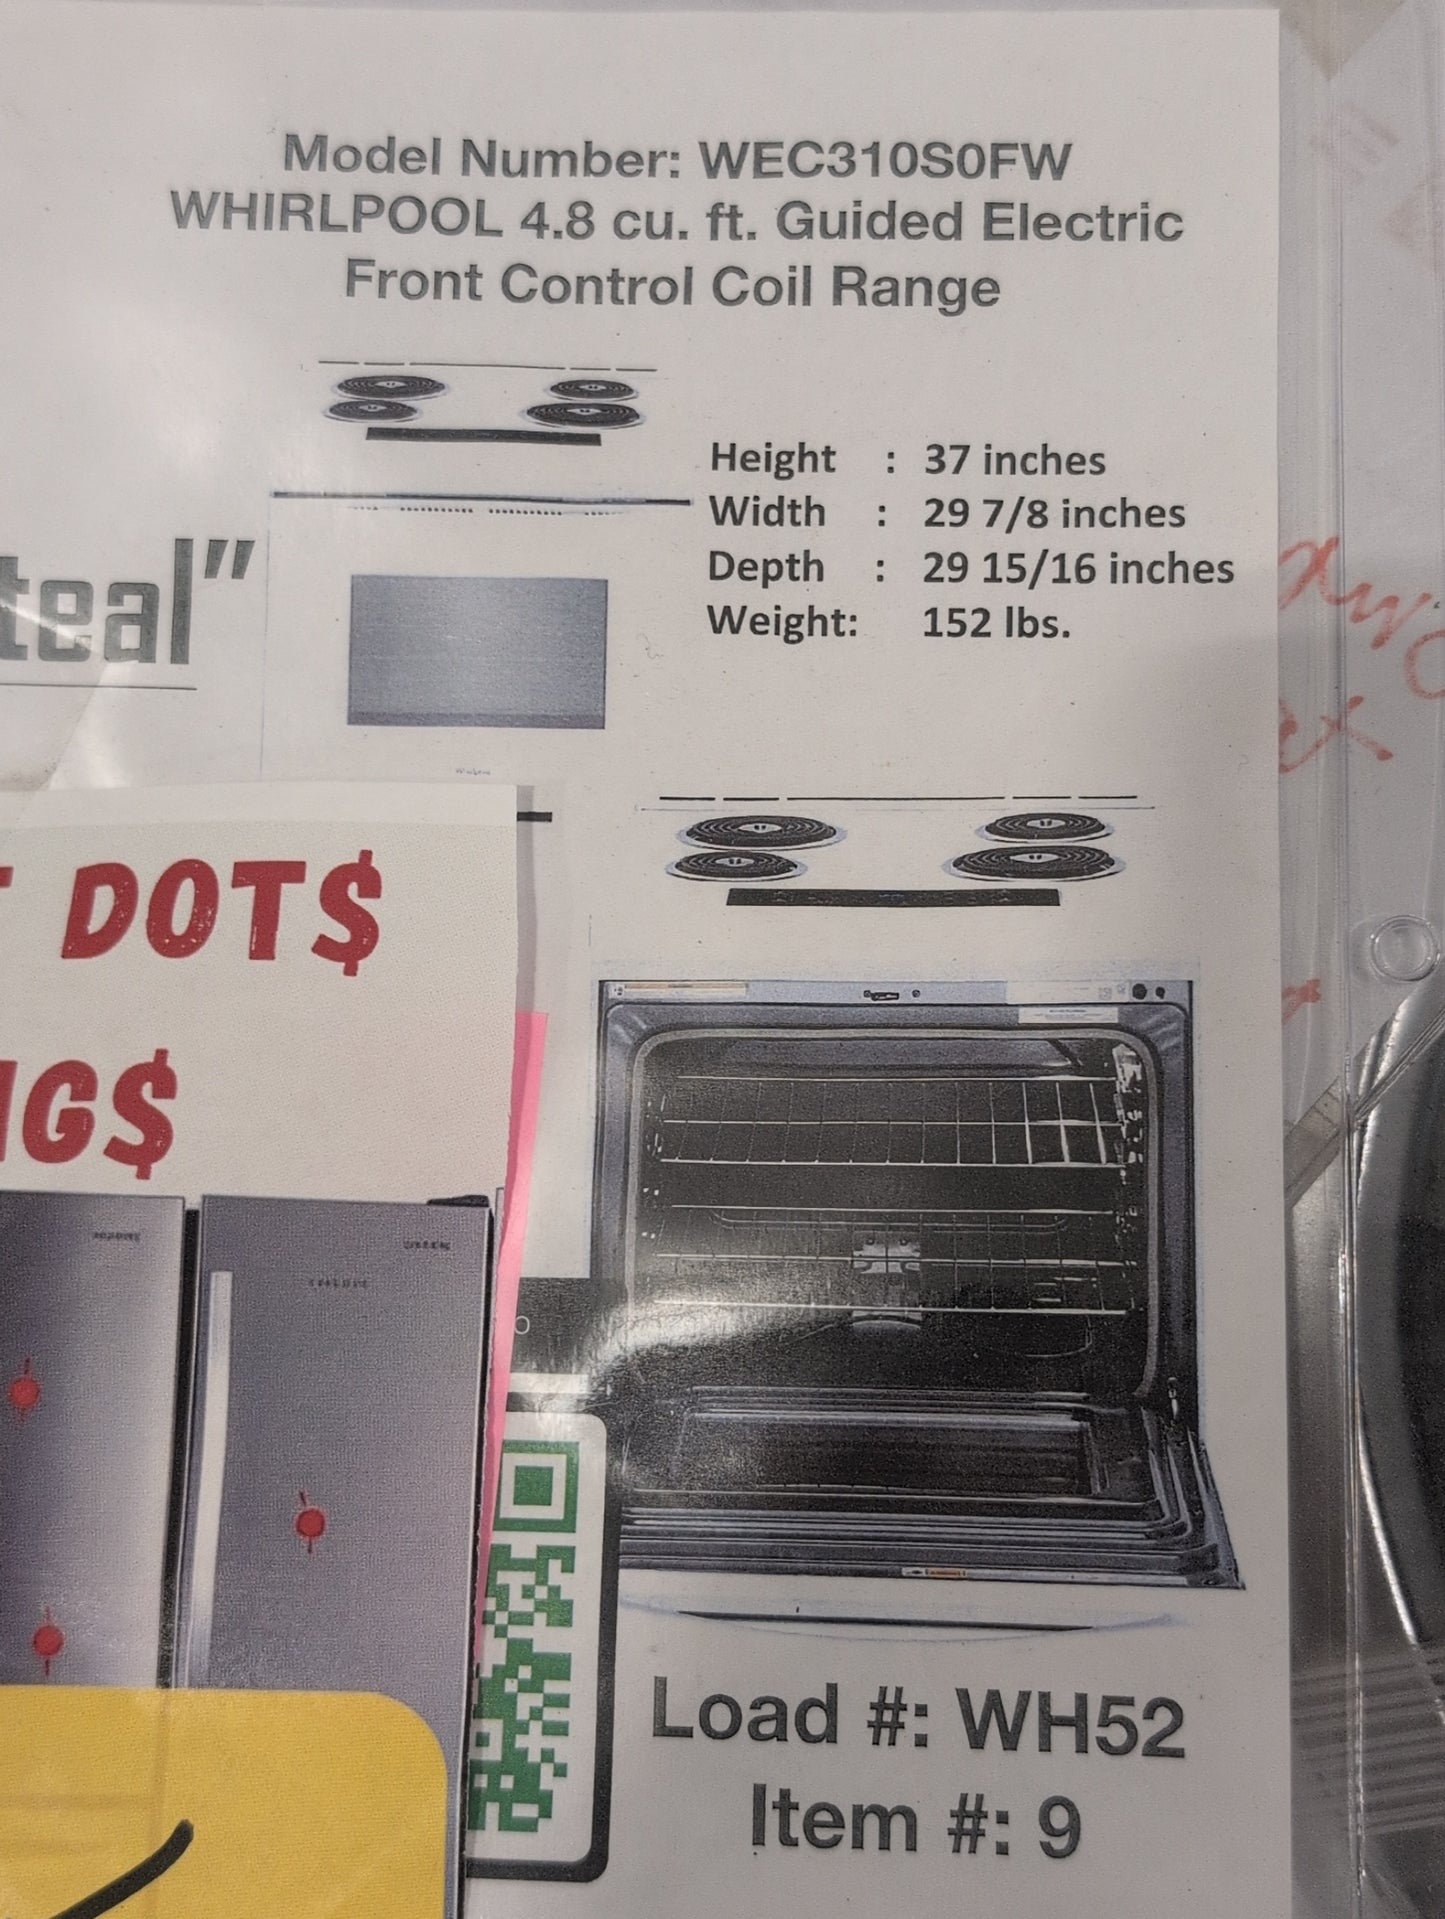 Model Number: WEC310S0FW
WHIRLPOOL 4.8 cu. ft. Guided Electric
Front Control Coil Range
Height : 37 inches
Width : 29 7/8 inches
Depth : 29 15/16 inches
Weight: 152 lbs.
teal"
DOT$
G$
Load #: WH52
Item #: 9